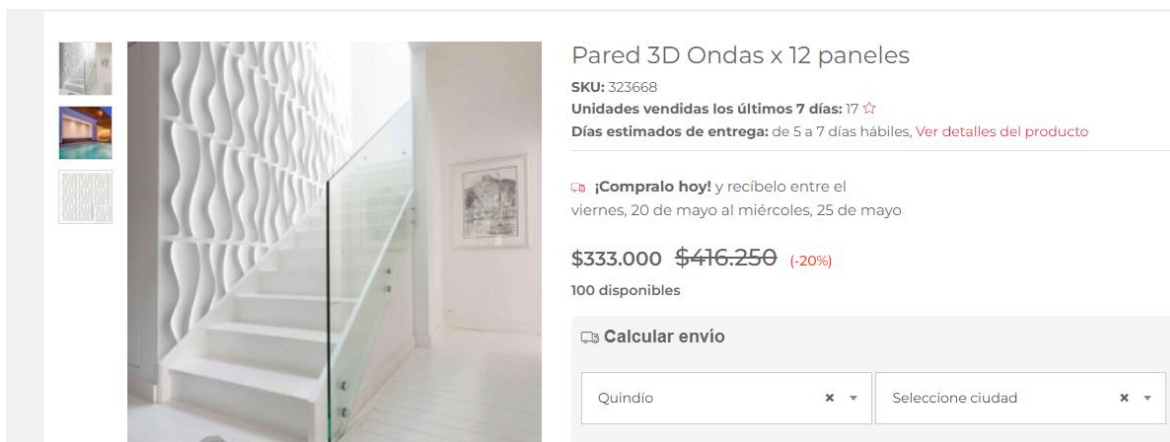 Pared 3D Ondas x 12 paneles
SKU: 323668
Unidades vendidas los últimos 7 días: 17
Días estimados de entrega: de 5 a 7 días hábiles, Ver detalles del producto
¡Compralo hoy! y recíbelo entre el
viernes, 20 de mayo al miércoles, 25 de mayo
$333.000 $416.250 (-20%)
100 disponibles
Calcular envío
Quindío
Seleccione ciudad